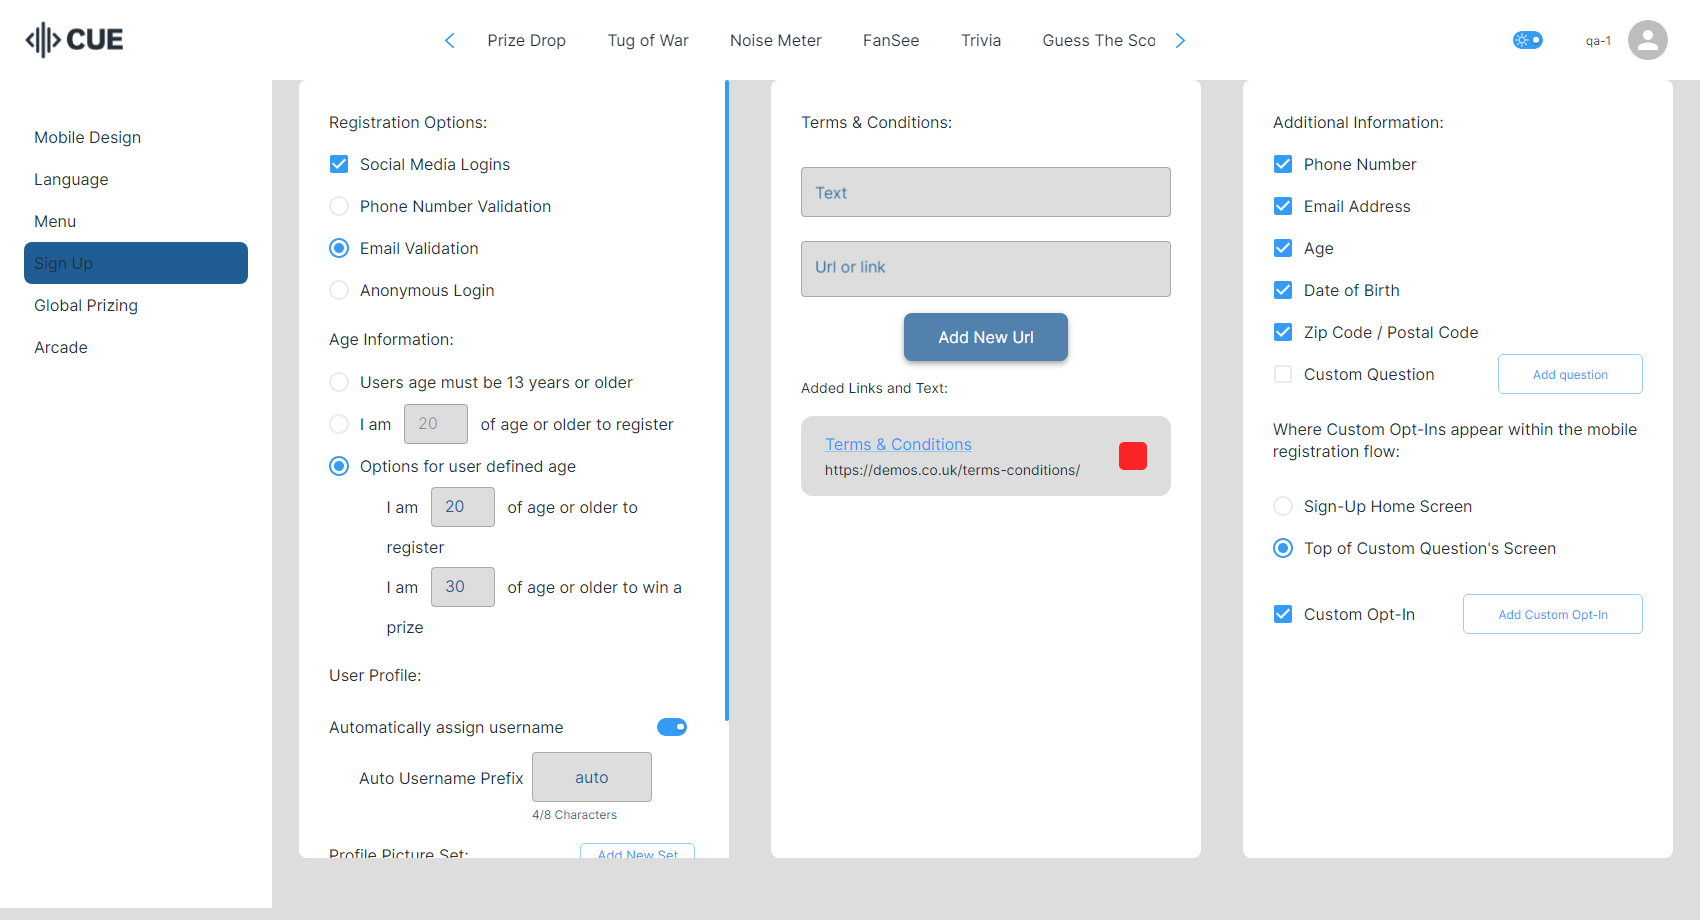 CUE
Prize Drop
Tug of War
Noise Meter
FanSee
Trivia
Guess The Sco
qa-1
Mobile Design
Language
Menu
Sign Up
Global Prizing
Arcade
Registration Options:
Social Media Logins
Phone Number Validation
Email Validation
Anonymous Login
Age Information:
Users age must be 13 years or older
I am 20 of age or older to register
Options for user defined age
I am 20 of age or older to
register
I am 30 of age or older to win a
prize
User Profile:
Automatically assign username
Auto Username Prefix auto
4/8 Characters
Profile Picture Set: Add New Set
Terms & Conditions:
Text
Url or link
Add New Url
Added Links and Text:
Terms & Conditions
https://demos.co.uk/terms-conditions/
Additional Information:
Phone Number
Email Address
Age
Date of Birth
Zip Code / Postal Code
Custom Question Add question
Where Custom Opt-Ins appear within the mobile
registration flow:
Sign-Up Home Screen
Top of Custom Question's Screen
Custom Opt-In Add Custom Opt-In